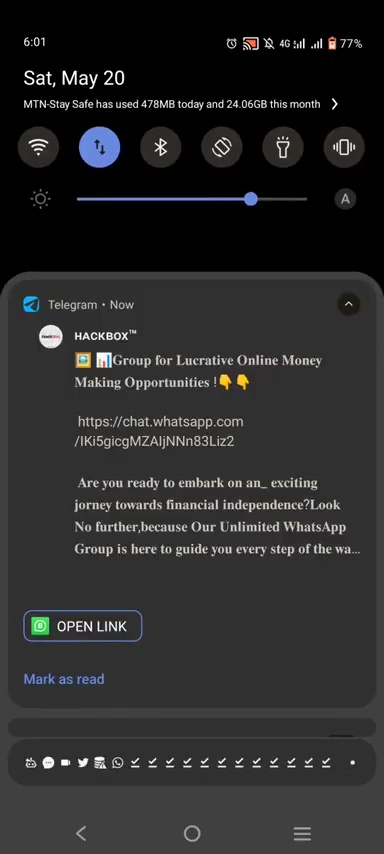 6:01
4G
77%
Sat, May 20
MTN-Stay Safe has used 478MB today and 24.06GB this month
A
Telegram • Now
HACKBOX™
🖼️ 📊Group for Lucrative Online Money
Making Opportunities !👇👇
https://chat.whatsapp.com
/IKi5gicgMZAIjNNn83Liz2
Are you ready to embark on an_ exciting
jorney towards financial independence?Look
No further,because Our Unlimited WhatsApp
Group is here to guide you every step of the wa...
OPEN LINK
Mark as read